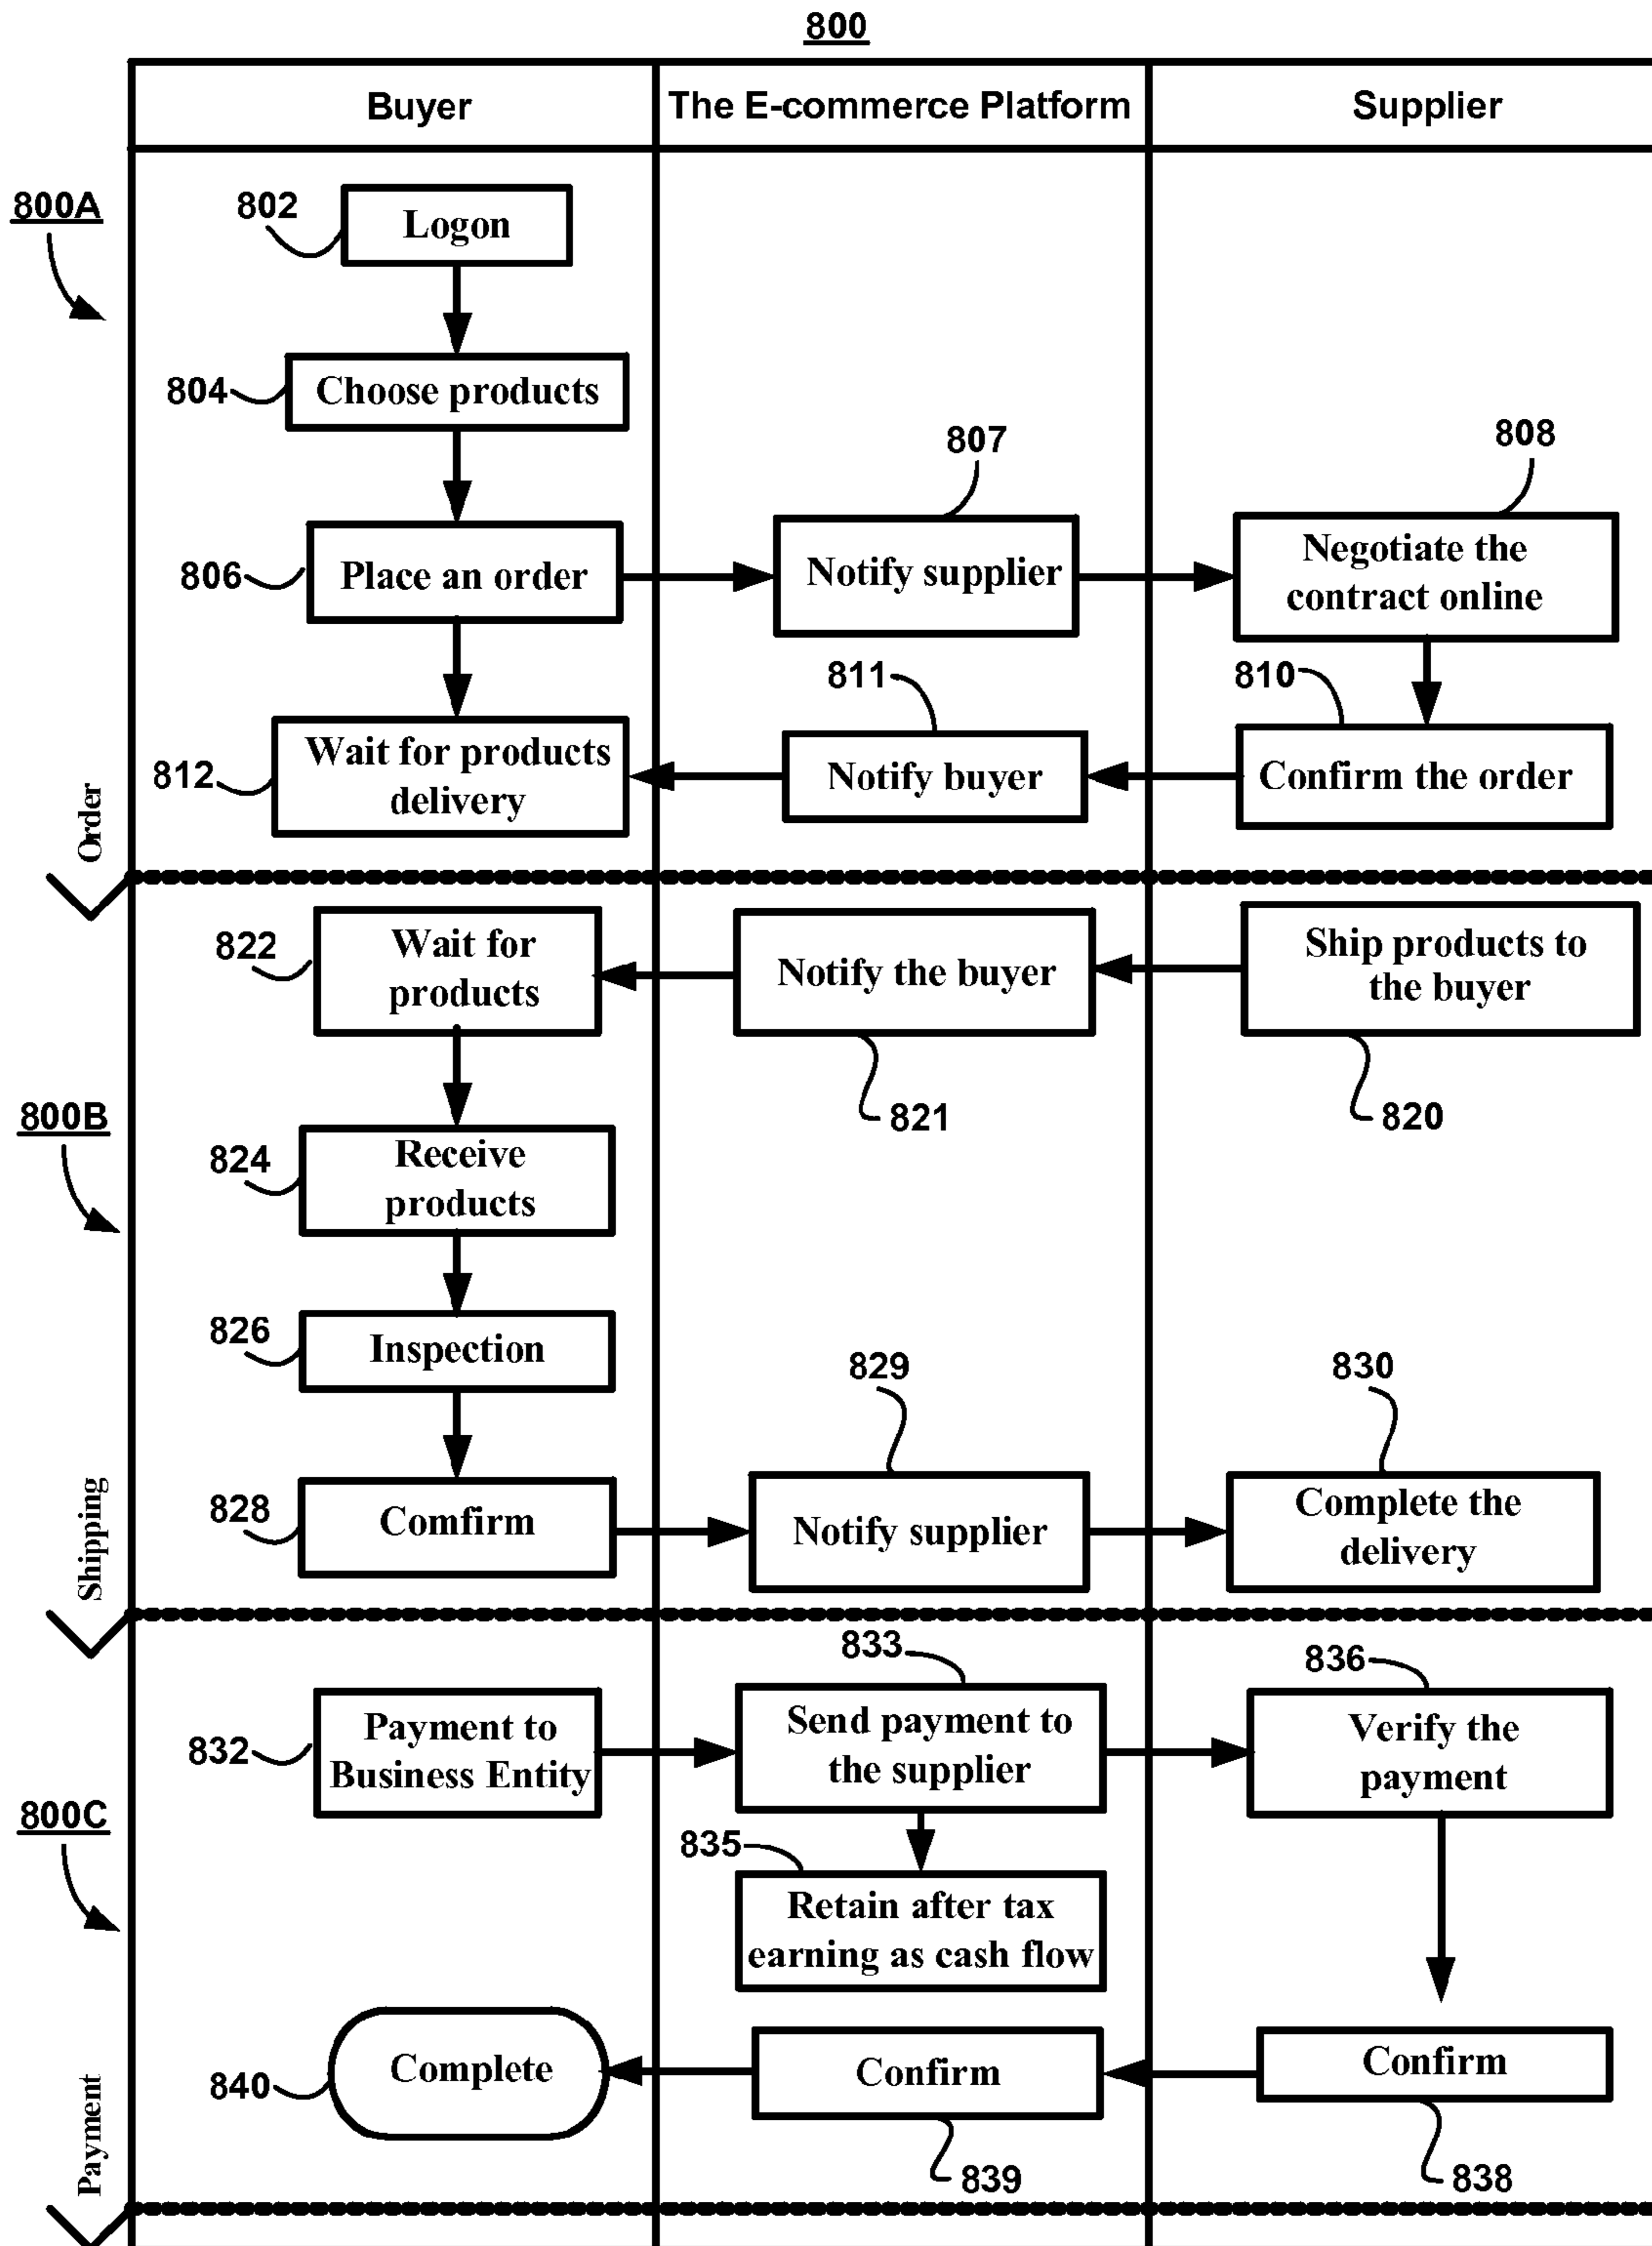 800
Buyer
The E-commerce Platform
Supplier
800A
802
Logon
804
Choose products
807
808
806
Place an order
Notify supplier
Negotiate the
contract online
811
810
812
Wait for products
delivery
Notify buyer
Confirm the order
Order
822
Wait for
products
Notify the buyer
Ship products to
the buyer
821
820
800B
824
Receive
products
826
Inspection
829
830
828
Comfirm
Notify supplier
Complete the
delivery
Shipping
833
836
832
Payment to
Business Entity
Send payment to
the supplier
Verify the
payment
800C
835
Retain after tax
earning as cash flow
840
Complete
Confirm
Confirm
839
838
Payment